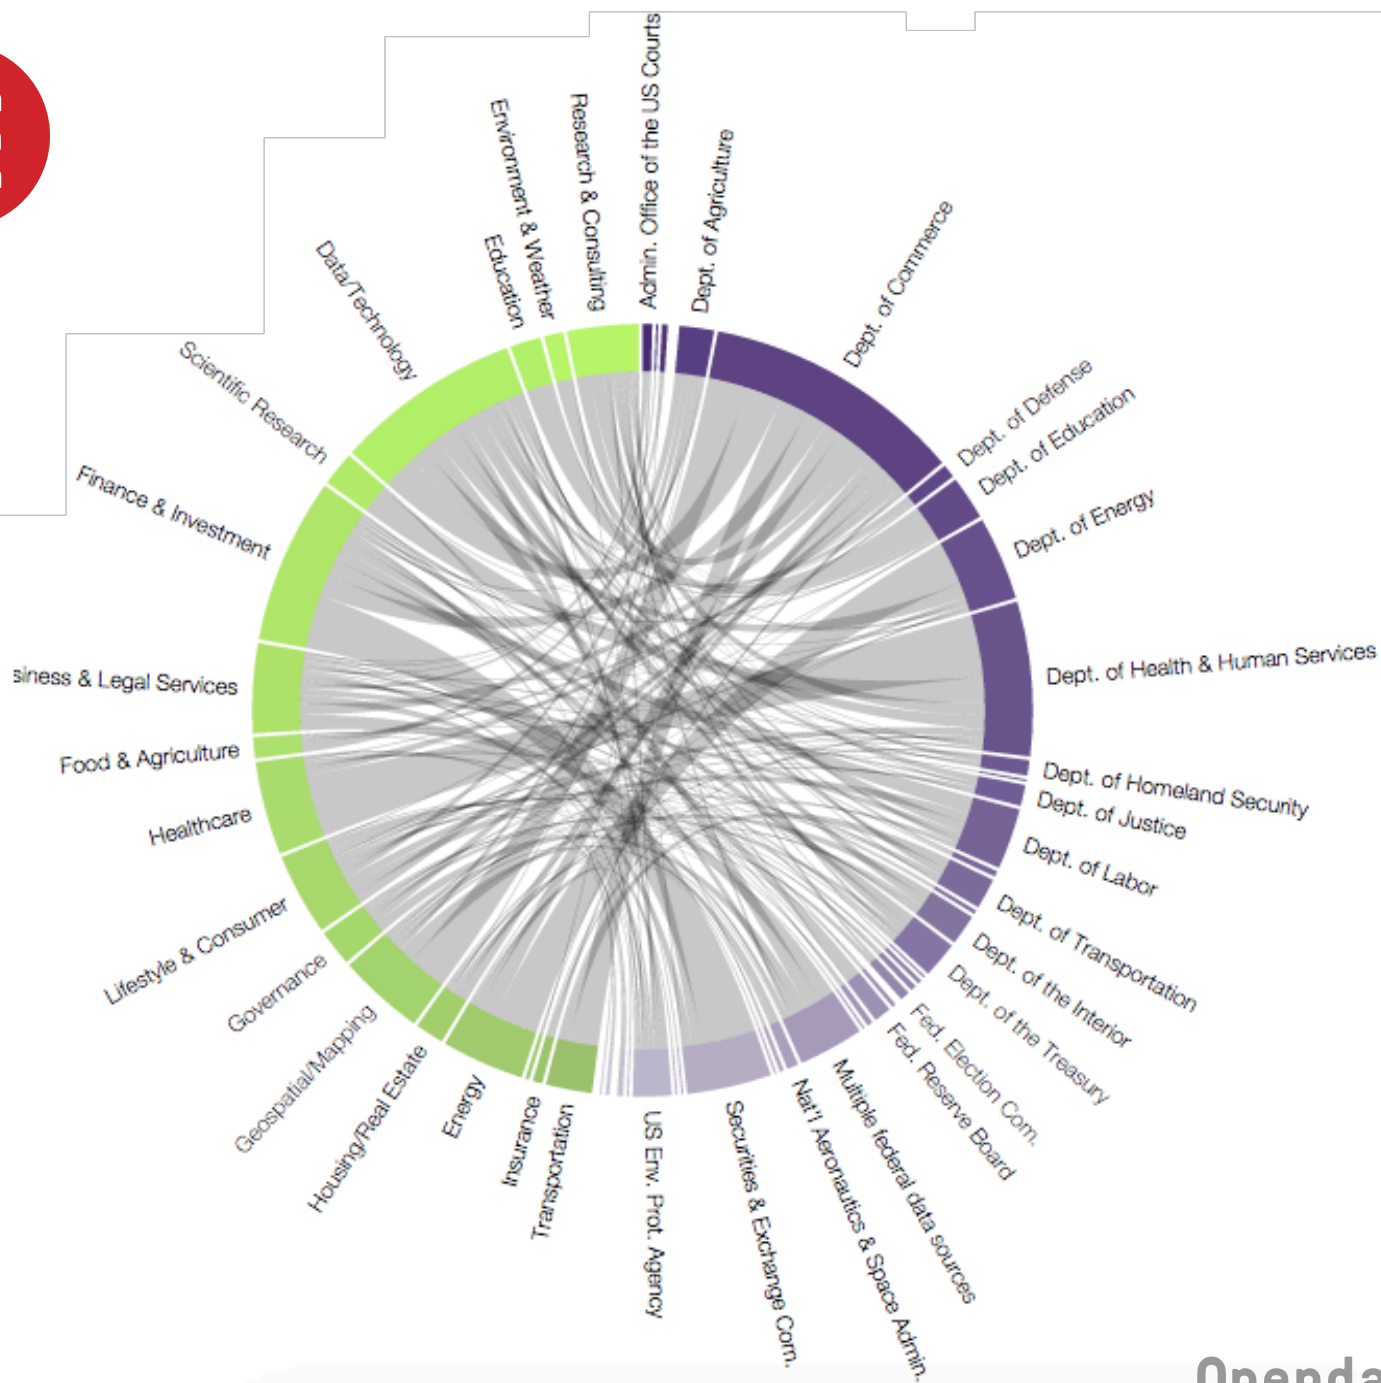 Admin. Office of the US Courts
Dept. of Agriculture
Dept. of Commerce
Dept. of Defense
Dept. of Education
Dept. of Energy
Dept. of Health & Human Services
Dept. of Homeland Security
Dept. of Justice
Dept. of Labor
Dept. of Transportation
Dept. of the Interior
Dept. of the Treasury
Fed. Election Com.
Fed. Reserve Board
Multiple federal data sources
Nat'l Aeronautics & Space Admin.
Securities & Exchange Com.
US Env. Prot. Agency
Transportation
Insurance
Energy
Housing/Real Estate
Geospatial/Mapping
Governance
Lifestyle & Consumer
Healthcare
Food & Agriculture
siness & Legal Services
Finance & Investment
Scientific Research
Data/Technology
Education
Environment & Weather
Research & Consulting
Openda